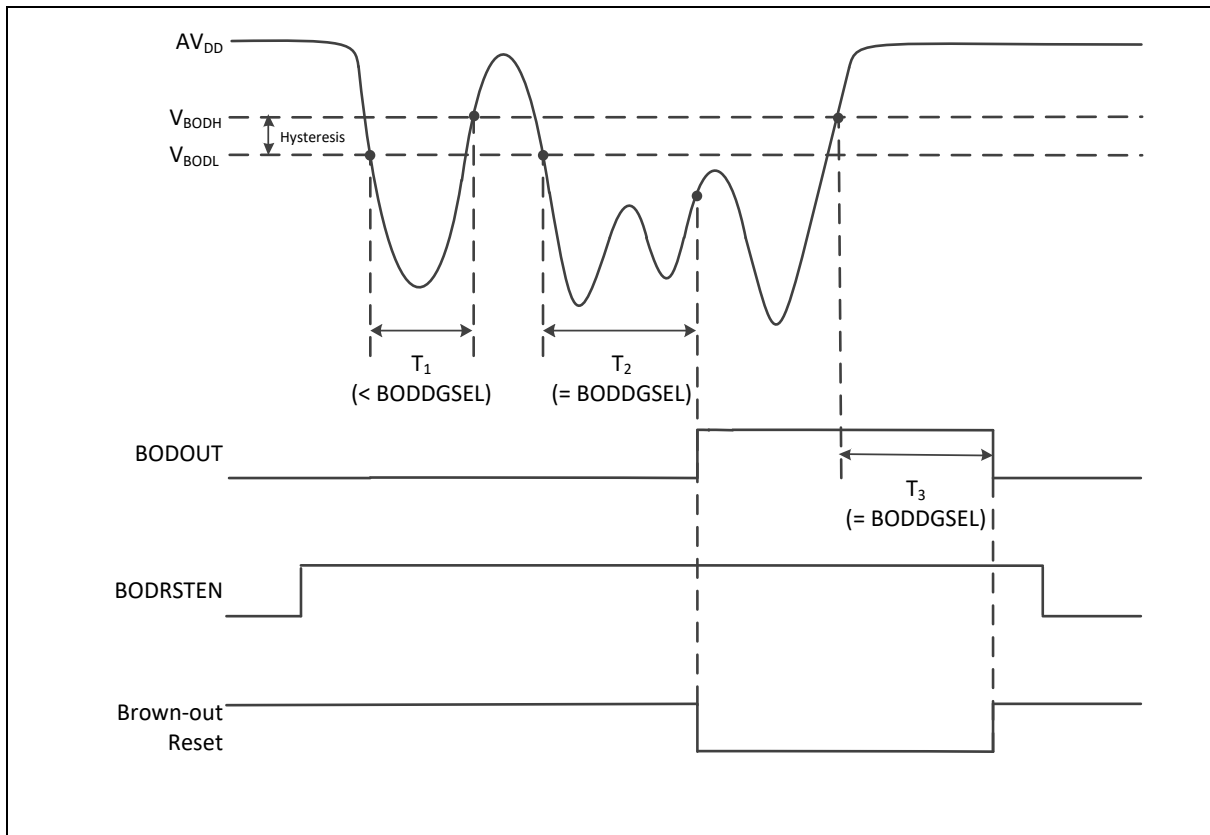 AVDD
VBODH
Hysteresis
VBODL
T1
(< BODDGSEL)
T2
(= BODDGSEL)
BODOUT
T3
(= BODDGSEL)
BODRSTEN
Brown-out
Reset